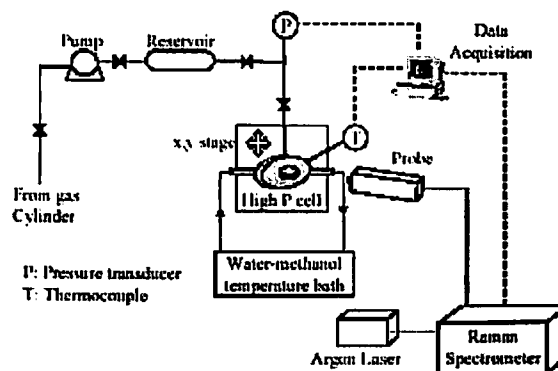 Pump
Reservoir
P
Data
Acquisition
x,y stage
T
Probe
From gas
Cylinder
High P cell
P: Pressure transducer
T: Thermocouple
Water-methanol
temperature bath
Argon Laser
Raman
Spectrometer